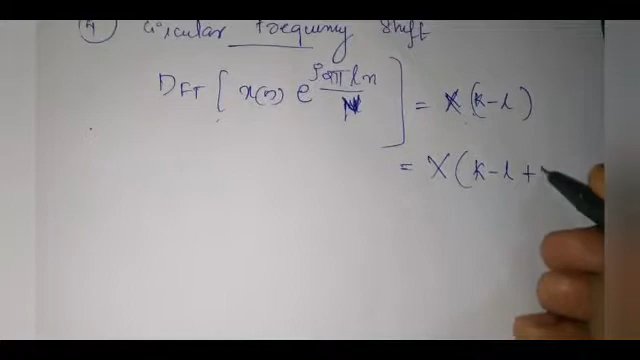 4 Circular Frequency Shift
DFT [ x(n) e^{j2πln/N} ] = X(k-l)
= X(k-l+